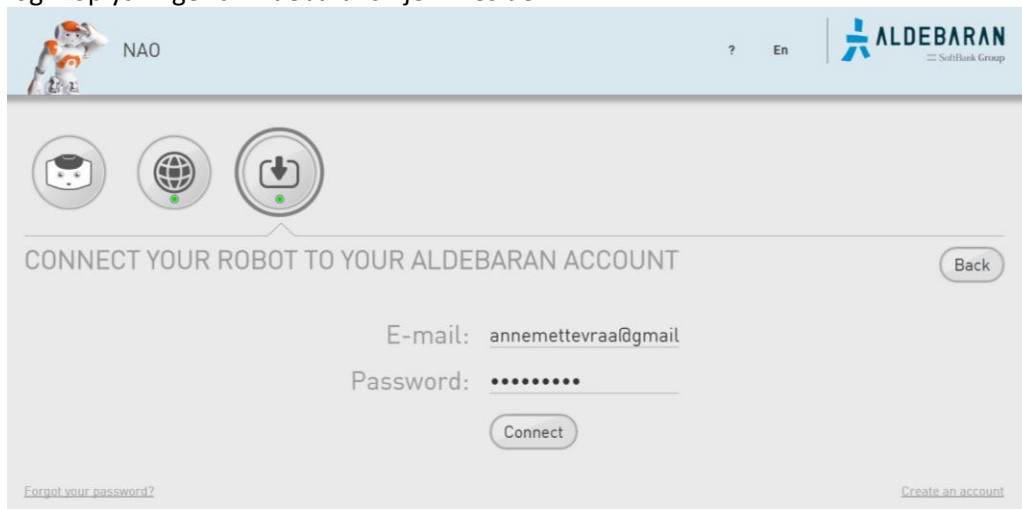 NAO
? En
ALDEBARAN
SoftBank Group
CONNECT YOUR ROBOT TO YOUR ALDEBARAN ACCOUNT
Back
E-mail: annemettevraa@gmail
Password: •••••••••
Connect
Forgot your password?
Create an account